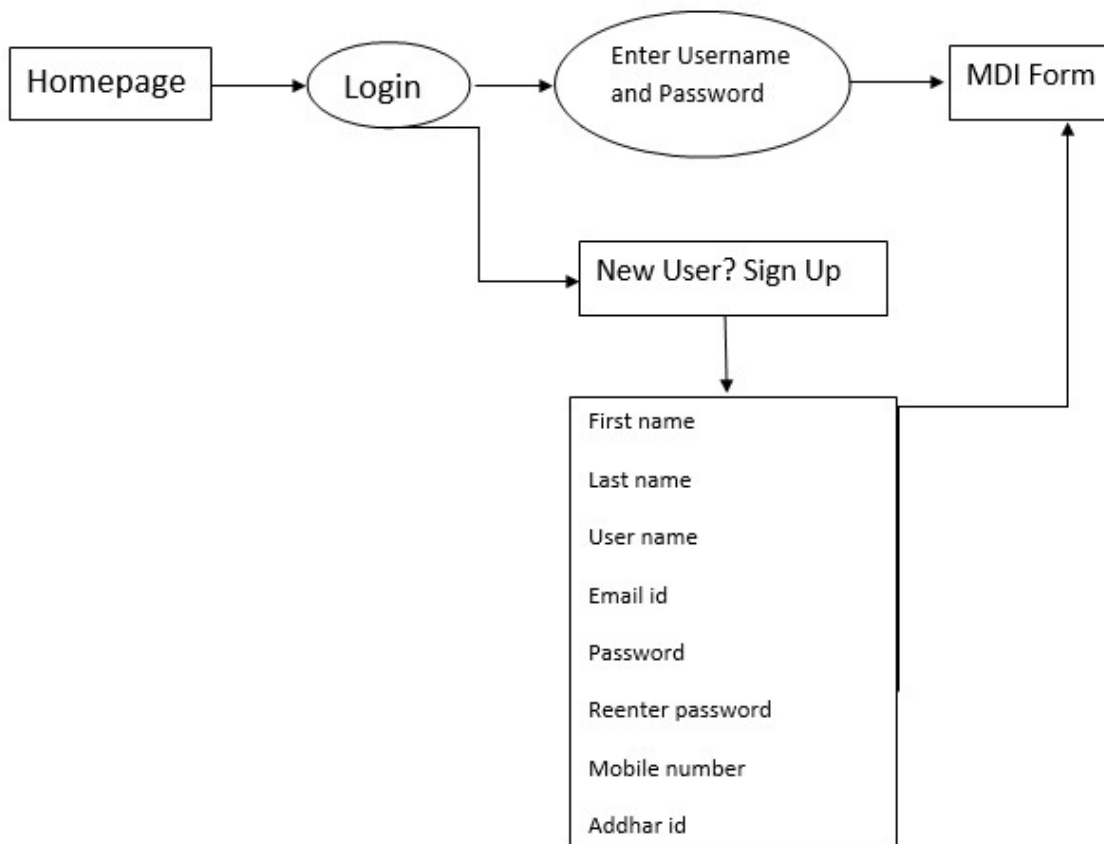 Homepage
Login
Enter Username
and Password
MDI Form
New User? Sign Up
First name
Last name
User name
Email id
Password
Reenter password
Mobile number
Addhar id